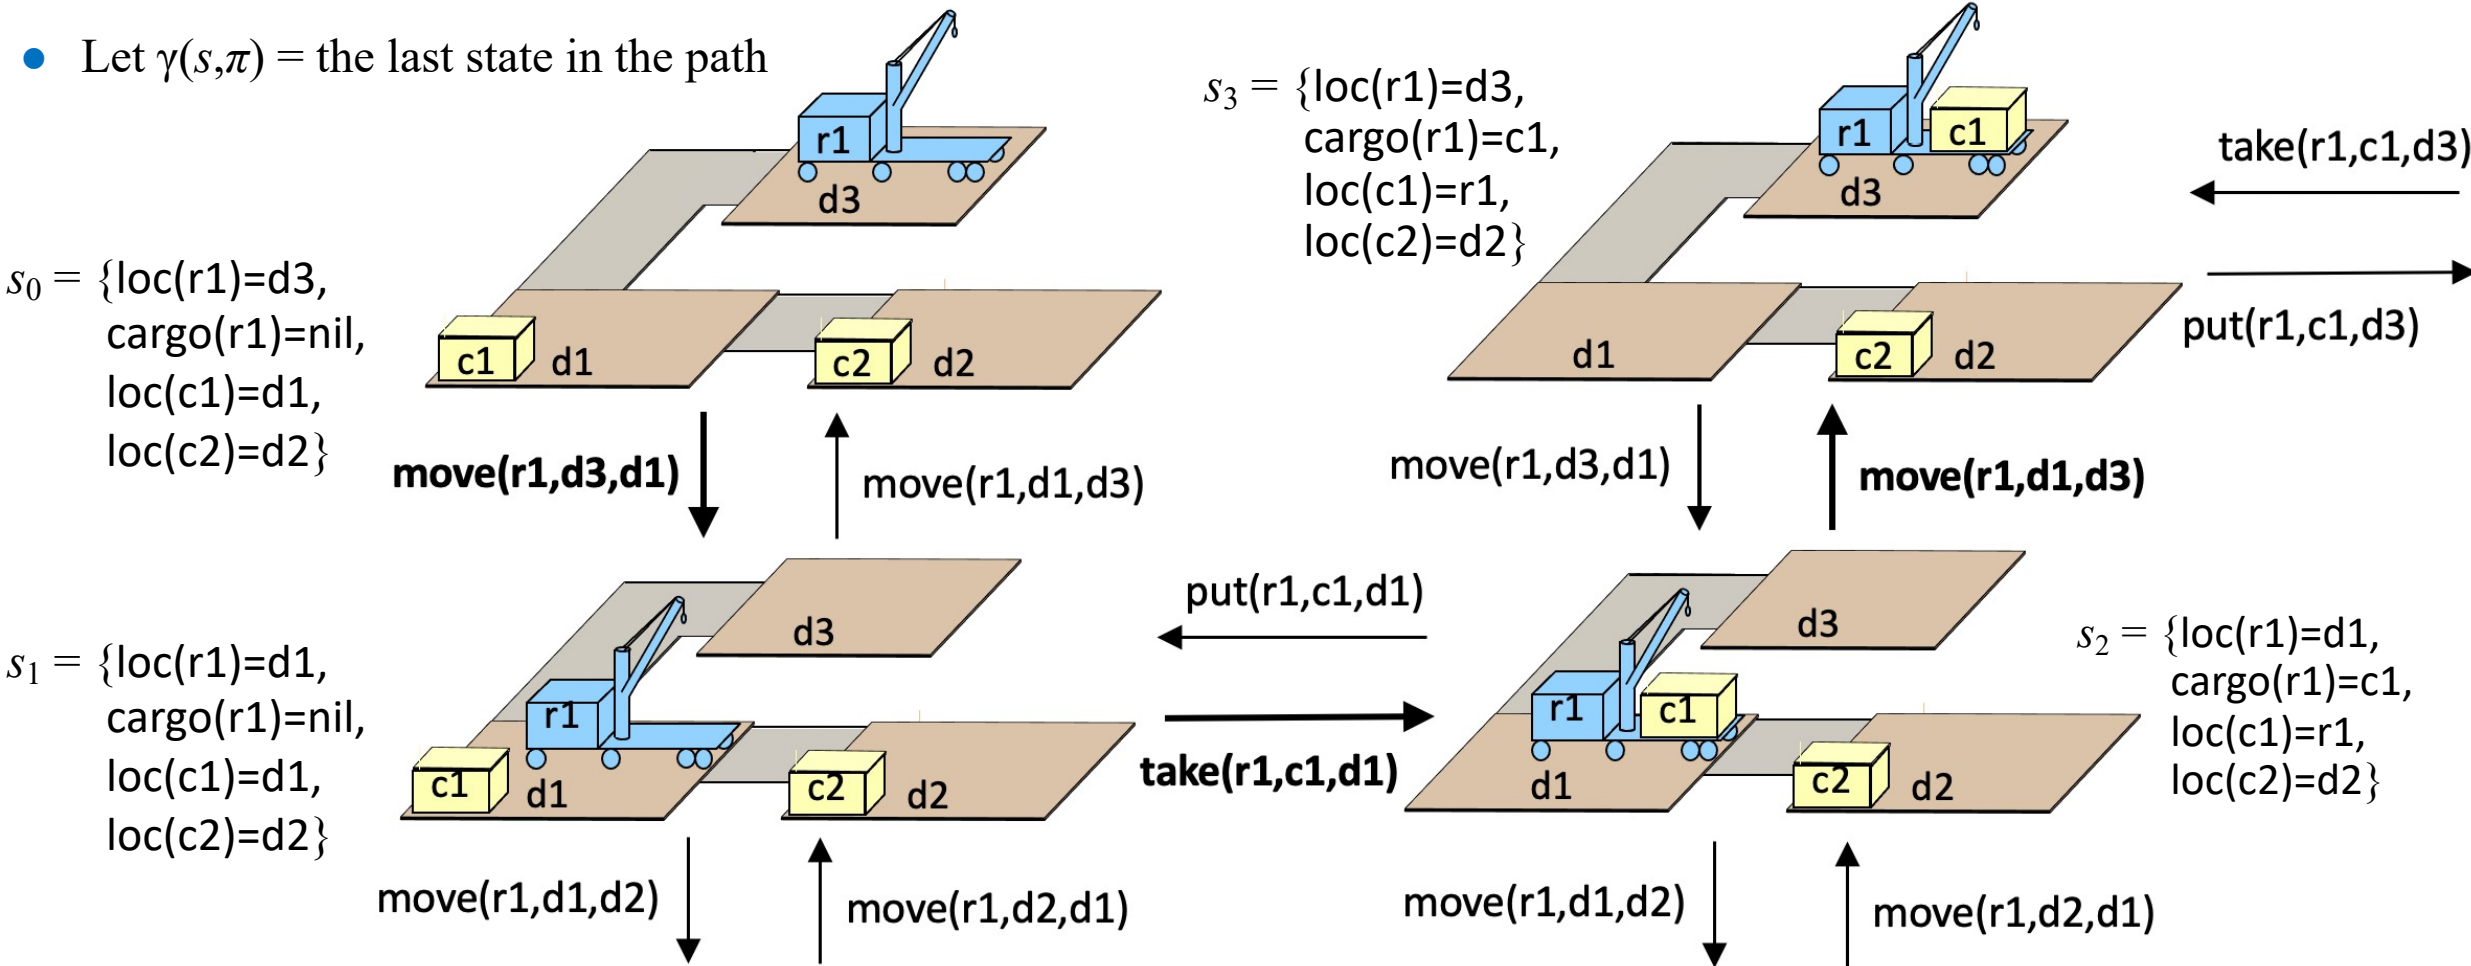 ● Let γ(s,π) = the last state in the path
s0 = {loc(r1)=d3,
cargo(r1)=nil,
loc(c1)=d1,
loc(c2)=d2}
r1
d3
c1
d1
c2
d2
s3 = {loc(r1)=d3,
cargo(r1)=c1,
loc(c1)=r1,
loc(c2)=d2}
r1
c1
d3
d1
c2
d2
take(r1,c1,d3)
put(r1,c1,d3)
move(r1,d3,d1)
move(r1,d1,d3)
move(r1,d3,d1)
move(r1,d1,d3)
s1 = {loc(r1)=d1,
cargo(r1)=nil,
loc(c1)=d1,
loc(c2)=d2}
d3
r1
c1
d1
c2
d2
put(r1,c1,d1)
take(r1,c1,d1)
d3
r1
c1
d1
c2
d2
s2 = {loc(r1)=d1,
cargo(r1)=c1,
loc(c1)=r1,
loc(c2)=d2}
move(r1,d1,d2)
move(r1,d2,d1)
move(r1,d1,d2)
move(r1,d2,d1)